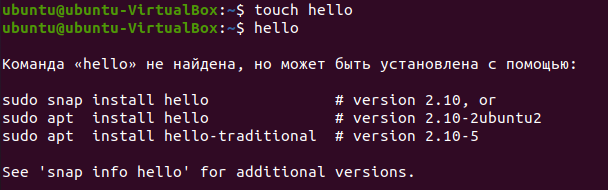 ubuntu@ubuntu-VirtualBox:~$ touch hello
ubuntu@ubuntu-VirtualBox:~$ hello
Команда «hello» не найдена, но может быть установлена с помощью:
sudo snap install hello              # version 2.10, or
sudo apt  install hello              # version 2.10-2ubuntu2
sudo apt  install hello-traditional  # version 2.10-5
See 'snap info hello' for additional versions.